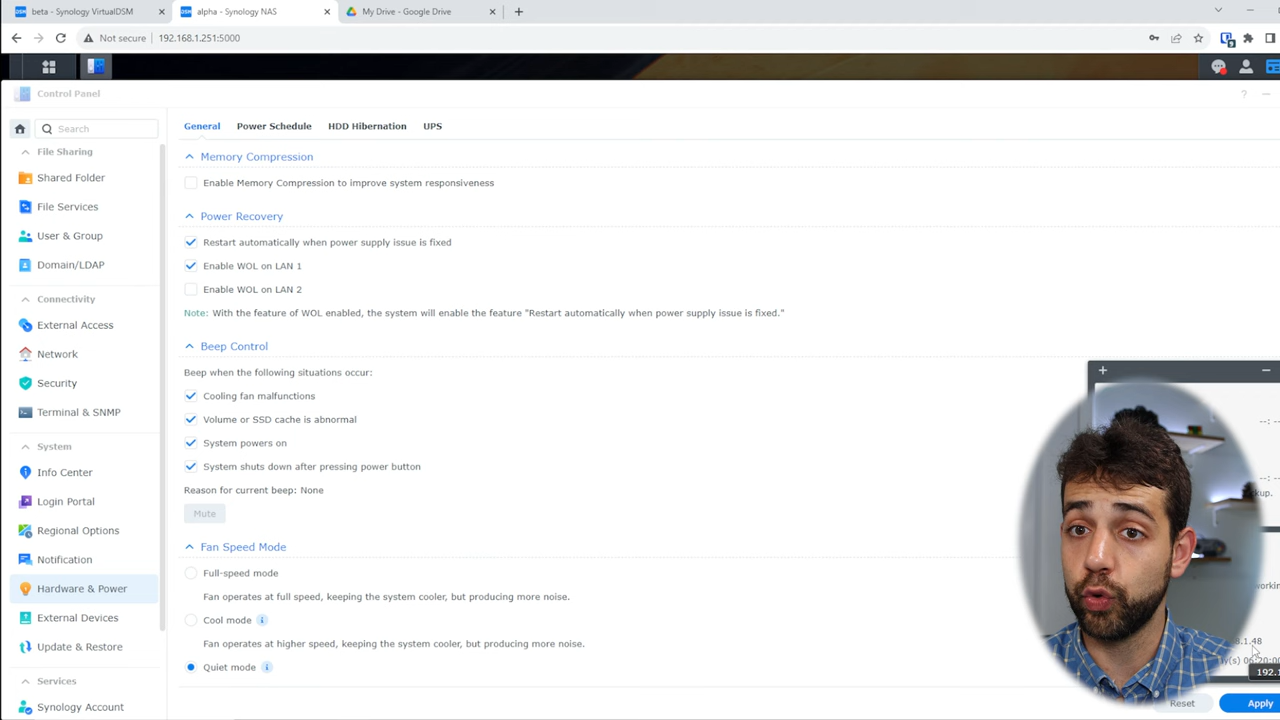 beta - Synology VirtualDSM
alpha - Synology NAS
My Drive - Google Drive
Not secure
192.168.1.251:5000
Control Panel
Search
General
Power Schedule
HDD Hibernation
UPS
File Sharing
Shared Folder
File Services
User & Group
Domain/LDAP
Connectivity
External Access
Network
Security
Terminal & SNMP
System
Info Center
Login Portal
Regional Options
Notification
Hardware & Power
External Devices
Update & Restore
Services
Synology Account
Memory Compression
Enable Memory Compression to improve system responsiveness
Power Recovery
Restart automatically when power supply issue is fixed
Enable WOL on LAN 1
Enable WOL on LAN 2
Note: With the feature of WOL enabled, the system will enable the feature "Restart automatically when power supply issue is fixed."
Beep Control
Beep when the following situations occur:
Cooling fan malfunctions
Volume or SSD cache is abnormal
System powers on
System shuts down after pressing power button
Reason for current beep: None
Mute
Fan Speed Mode
Full-speed mode
Fan operates at full speed, keeping the system cooler, but producing more noise.
Cool mode
Fan operates at higher speed, keeping the system cooler, but producing more noise.
Quiet mode
Reset
Apply